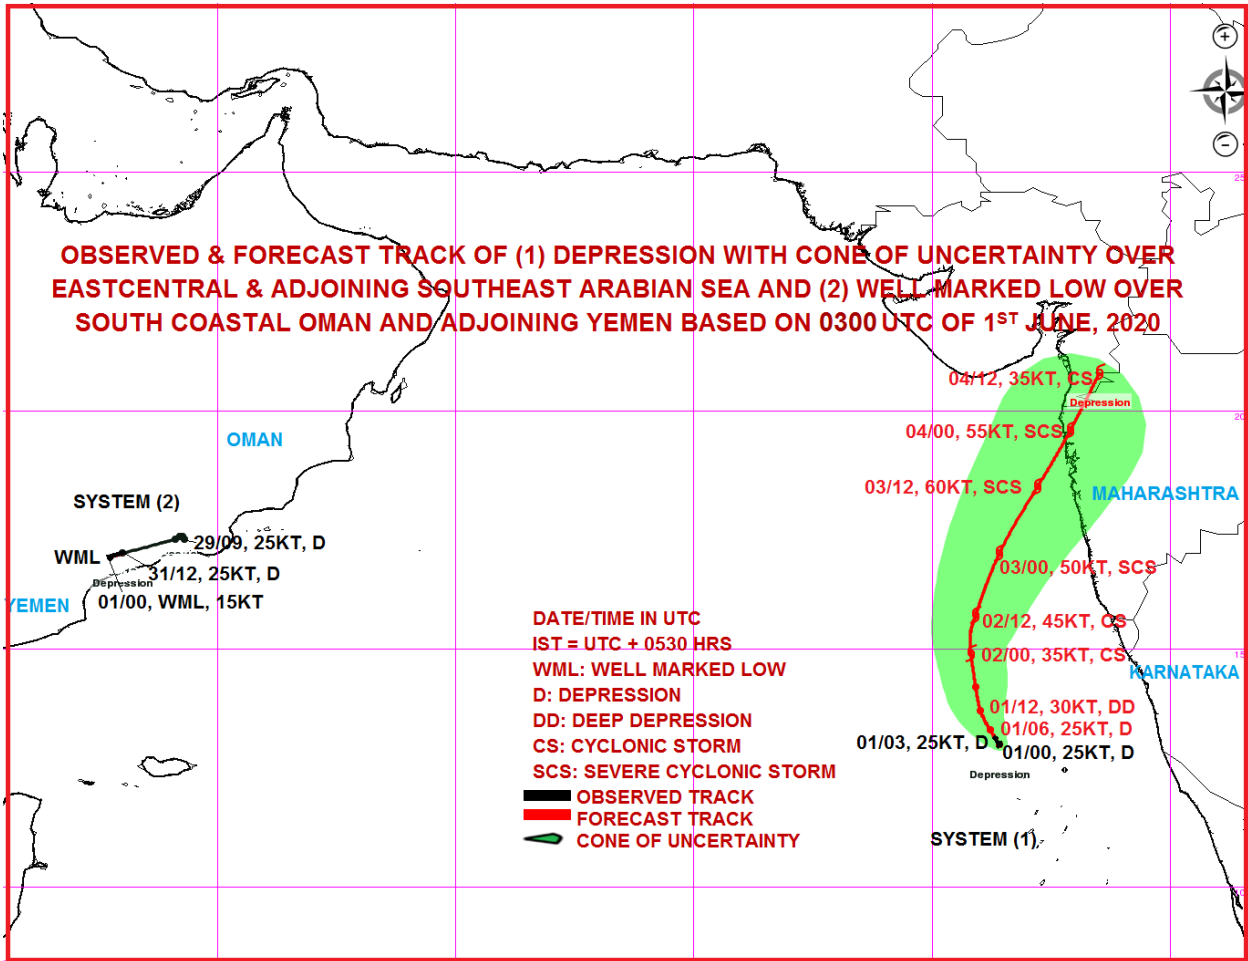 OBSERVED & FORECAST TRACK OF (1) DEPRESSION WITH CONE OF UNCERTAINTY OVER
EASTCENTRAL & ADJOINING SOUTHEAST ARABIAN SEA AND (2) WELL MARKED LOW OVER
SOUTH COASTAL OMAN AND ADJOINING YEMEN BASED ON 0300 UTC OF 1ST JUNE, 2020
25
04/12, 35KT, CS
Depression
20
04/00, 55KT, SCS
OMAN
03/12, 60KT, SCS
MAHARASHTRA
SYSTEM (2)
29/09, 25KT, D
WML
31/12, 25KT, D
Depression
01/00, WML, 15KT
YEMEN
03/00, 50KT, SCS
02/12, 45KT, CS
02/00, 35KT, CS
KARNATAKA
01/12, 30KT, DD
01/06, 25KT, D
01/03, 25KT, D
01/00, 25KT, D
Depression
SYSTEM (1)
DATE/TIME IN UTC
IST = UTC + 0530 HRS
WML: WELL MARKED LOW
D: DEPRESSION
DD: DEEP DEPRESSION
CS: CYCLONIC STORM
SCS: SEVERE CYCLONIC STORM
OBSERVED TRACK
FORECAST TRACK
CONE OF UNCERTAINTY